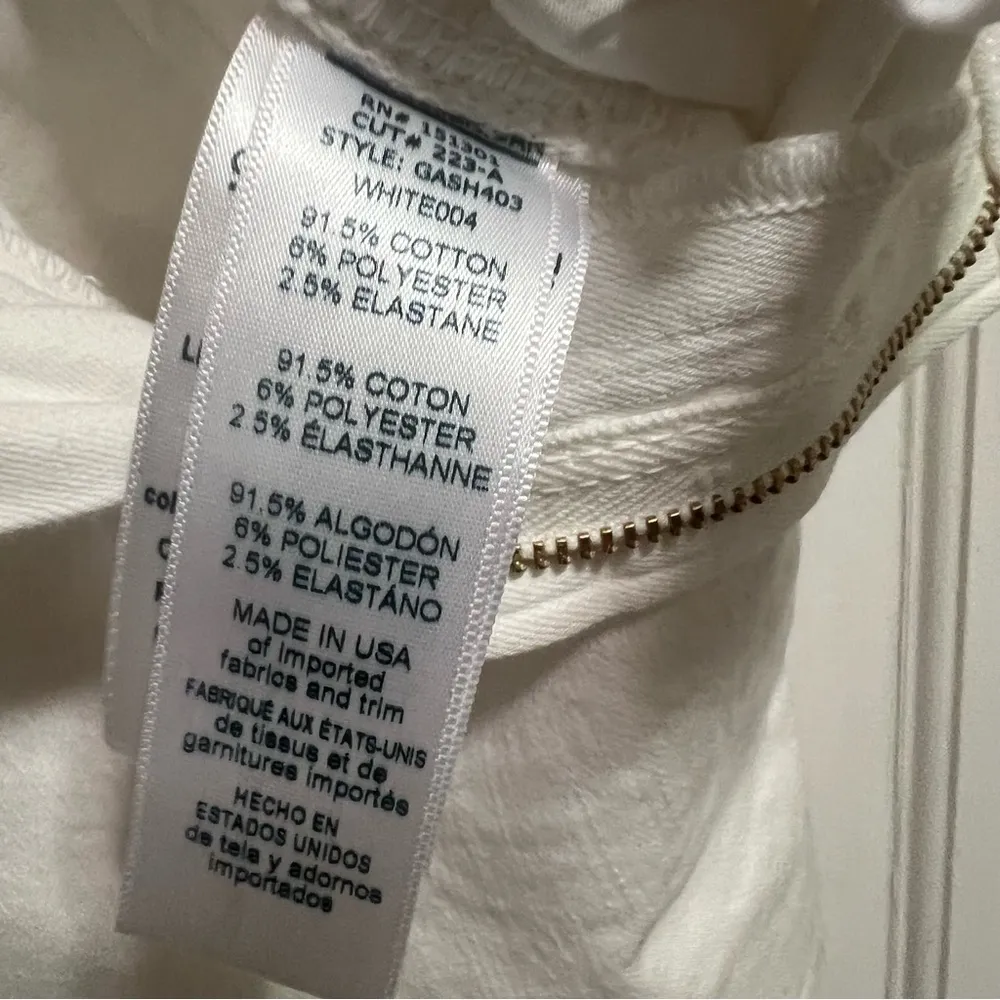 RN# 151301
CUT# 223-A
STYLE: GASH403
WHITE004
91.5% COTTON
6% POLYESTER
2.5% ELASTANE
91.5% COTON
6% POLYESTER
2.5% ÉLASTHANNE
91.5% ALGODÓN
6% POLIESTER
2.5% ELASTÁNO
MADE IN USA
of imported
fabrics and trim
FABRIQUÉ AUX ÉTATS-UNIS
de tissus et de
garnitures importés
HECHO EN
ESTADOS UNIDOS
de tela y adornos
importados
col